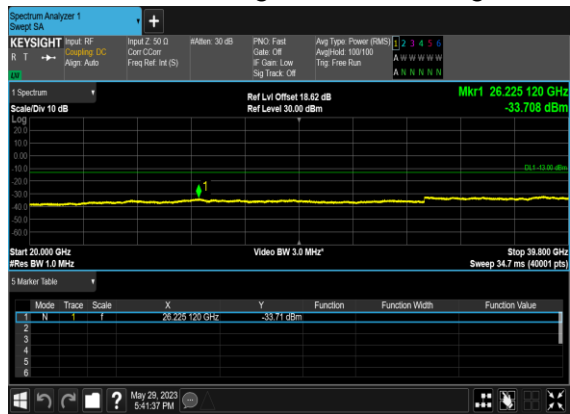 Spectrum Analyzer 1
Swept SA
+
KEYSIGHT Input: RF Input Z: 50 Ω #Atten: 30 dB PNO: Fast Avg Type: Power (RMS) 1 2 3 4 5 6
R T Coupling: DC Corr CCorr Gate: Off Avg|Hold: 100/100 A W W W W W
Align: Auto Freq Ref: Int (S) IF Gain: Low Trig: Free Run
LW Sig Track: Off A N N N N N
1 Spectrum Ref Lvl Offset 18.62 dB Mkr1 26.225 120 GHz
Scale/Div 10 dB Ref Level 30.00 dBm -33.708 dBm
Log
20.0
10.0
0.00
-10.0 DL1 -13.00 dBm
-20.0
1
-30.0
-40.0
-50.0
-60.0
Start 20.000 GHz Video BW 3.0 MHz* Stop 39.800 GHz
#Res BW 1.0 MHz Sweep 34.7 ms (40001 pts)
5 Marker Table
Mode Trace Scale X Y Function Function Width Function Value
1 N 1 f 26.225 120 GHz -33.71 dBm
2
3
4
5
6
? May 29, 2023
5:41:37 PM